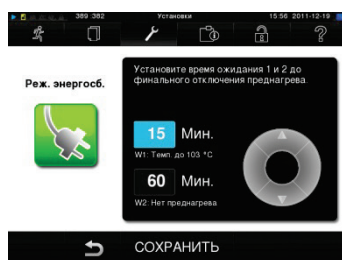 389 :382 Установки 15:56 2011-12-19
Реж. энергосб.
Установите время ожидания 1 и 2 до
финального отключения преднагрева.
15 Мин.
W1: Темп. до 103 °C
60 Мин.
W2: Нет преднагрева
СОХРАНИТЬ